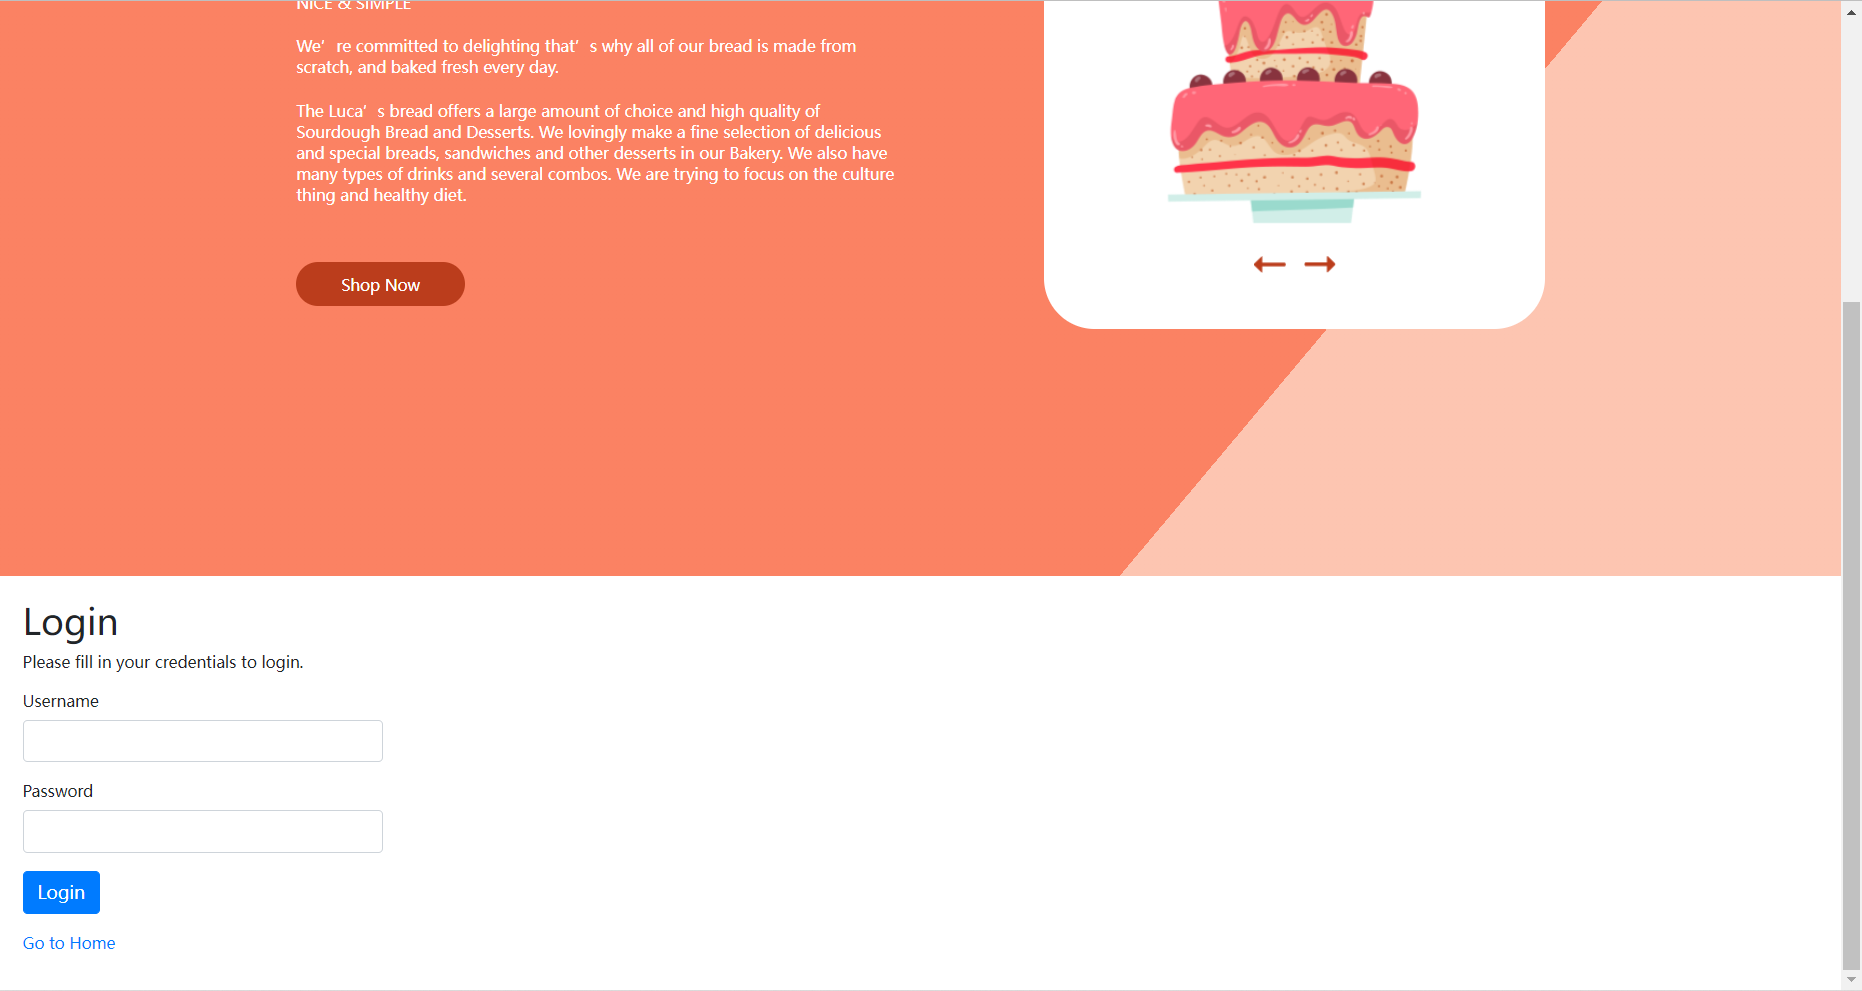 NICE & SIMPLE
We’re committed to delighting that’s why all of our bread is made from
scratch, and baked fresh every day.
The Luca’s bread offers a large amount of choice and high quality of
Sourdough Bread and Desserts. We lovingly make a fine selection of delicious
and special breads, sandwiches and other desserts in our Bakery. We also have
many types of drinks and several combos. We are trying to focus on the culture
thing and healthy diet.
Shop Now
Login
Please fill in your credentials to login.
Username
Password
Login
Go to Home